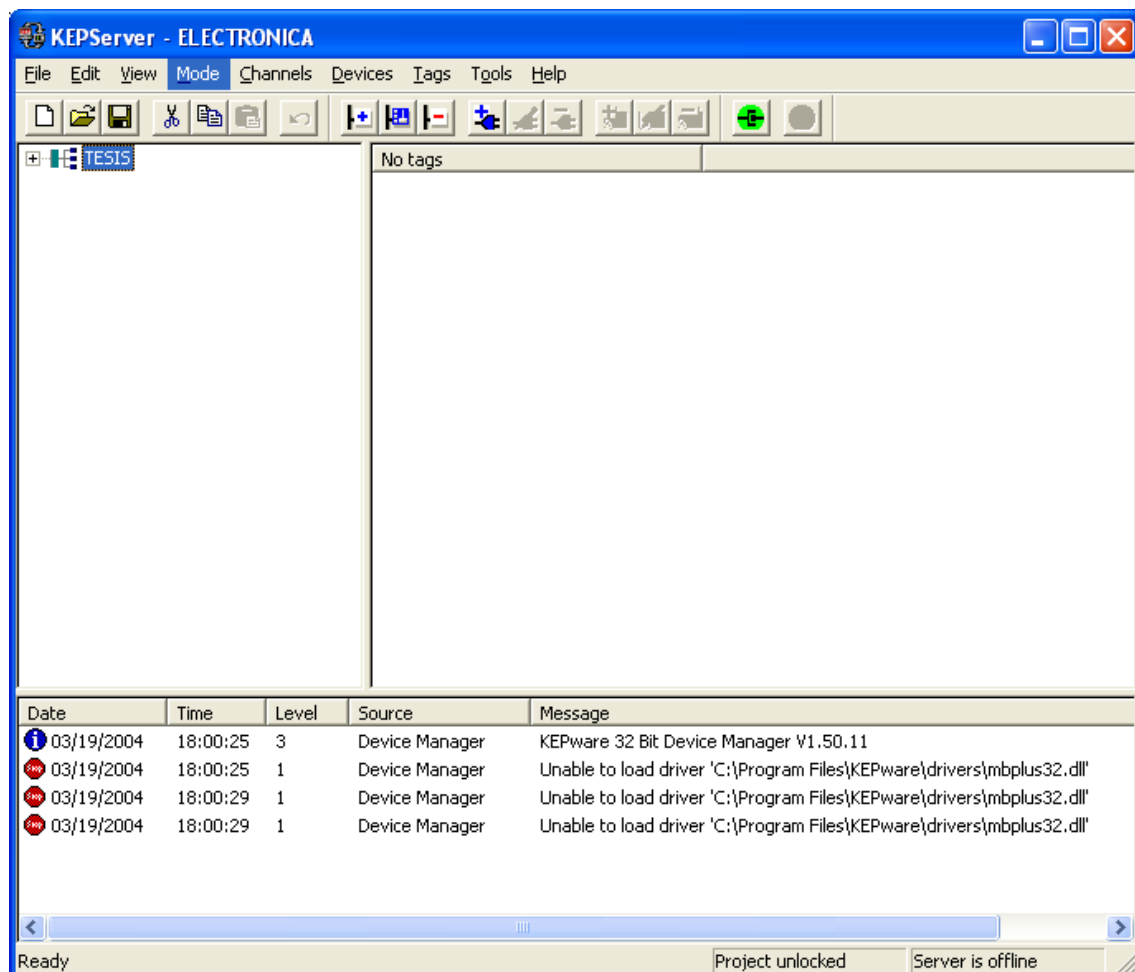 KEPServer - ELECTRONICA
File Edit View Mode Channels Devices Tags Tools Help
TESIS
No tags
Date Time Level Source Message
03/19/2004 18:00:25 3 Device Manager KEPware 32 Bit Device Manager V1.50.11
03/19/2004 18:00:25 1 Device Manager Unable to load driver 'C:\Program Files\KEPware\drivers\mbplus32.dll'
03/19/2004 18:00:29 1 Device Manager Unable to load driver 'C:\Program Files\KEPware\drivers\mbplus32.dll'
03/19/2004 18:00:29 1 Device Manager Unable to load driver 'C:\Program Files\KEPware\drivers\mbplus32.dll'
Ready Project unlocked Server is offline